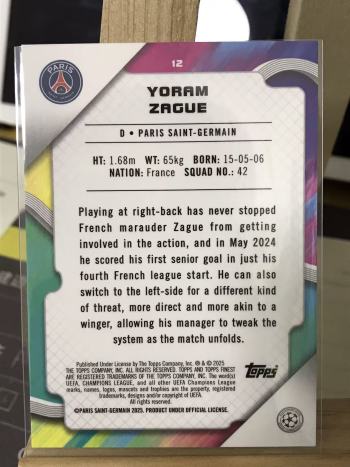 PARIS
SAINT-GERMAIN
12
YORAM
ZAGUE
D • PARIS SAINT-GERMAIN
HT: 1.68m WT: 65kg BORN: 15-05-06
NATION: France SQUAD NO.: 42
Playing at right-back has never stopped
French marauder Zague from getting
involved in the action, and in May 2024
he scored his first senior goal in just his
fourth French league start. He can also
switch to the left-side for a different kind
of threat, more direct and more akin to a
winger, allowing his manager to tweak the
system as the match unfolds.
Published Under License by The Topps Company, Inc. ® & © 2025
THE TOPPS COMPANY, INC. ALL RIGHTS RESERVED. TOPPS AND TOPPS FINEST
ARE REGISTERED TRADEMARKS OF THE TOPPS COMPANY, INC. The word(s)
UEFA, CHAMPIONS LEAGUE, and all other UEFA Champions League
marks, names, logos, mascots and trophies are the property, registered
trademarks, designs and/or copyright of UEFA.
All rights reserved.
©PARIS SAINT-GERMAIN 2025. PRODUCT UNDER OFFICIAL LICENSE.
Topps